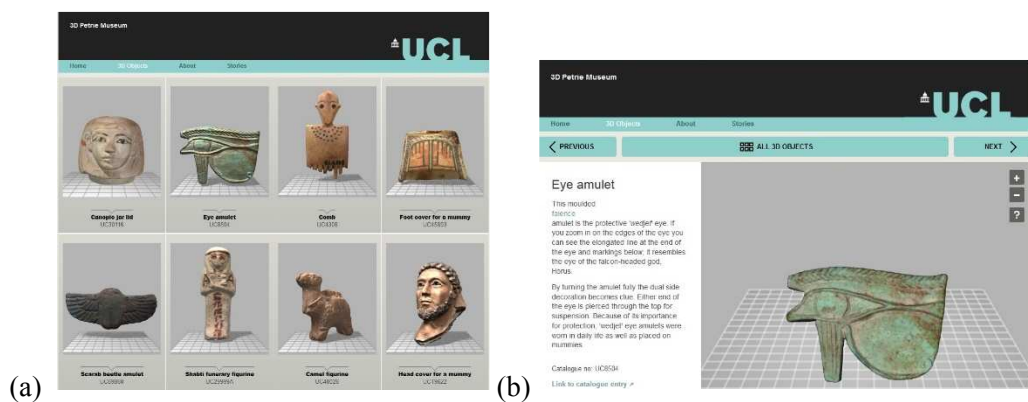 3D Petrie Museum
UCL
Home 3D Objects About Stories
Canopic jar lid Eye amulet Comb Foot cover for a mummy
UC30116 UC8504
Scarab beetle amulet Shabti funerary figurine Camel figurine Head cover for a mummy
(a)
3D Petrie Museum
UCL
Home 3D Objects About Stories
PREVIOUS ALL 3D OBJECTS NEXT
Eye amulet
This moulded
faience
amulet is the protective 'wedjet' eye. If
you zoom in on the edges of the eye you
can see the elongated line at the end of
the eye and markings below, it resembles
the eye of the falcon-headed god,
Horus.
By turning the amulet fully the dual side
decoration becomes clue. Either end of
the eye is pierced through the top for
suspension. Because of its importance
for protection, 'wedjet' eye amulets were
worn in daily life as well as placed on
mummies
Catalogue no: UC8504
Link to catalogue entry ↗
+
−
?
(b)